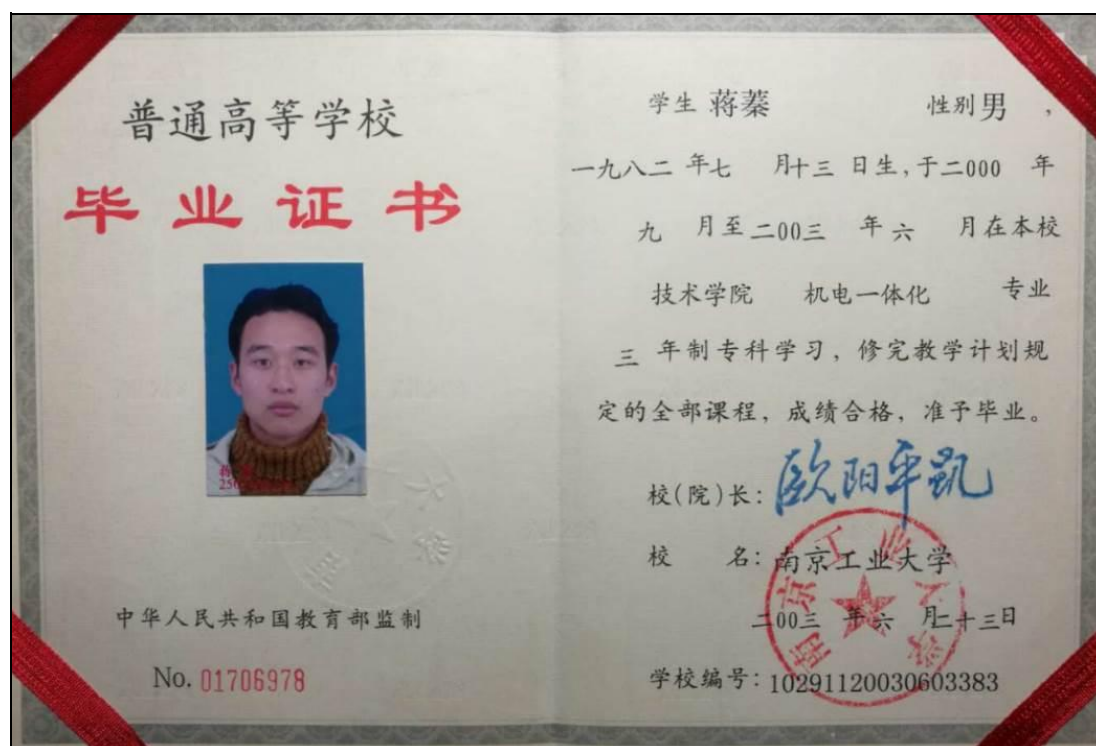 普通高等学校
毕业证书
中华人民共和国教育部监制
No. 01706978
学生 蒋蓁 性别 男,
一九八二 年七 月十三 日生,于二000 年
九 月至 二00三 年 六 月在本校
技术学院 机电一体化 专业
三 年制专科学习,修完教学计划规
定的全部课程,成绩合格,准予毕业。
校(院)长: 欧阳平凯
校 名: 南京工业大学
二00三 年六 月二十三日
学校编号: 10291120030603383
南京工业大学